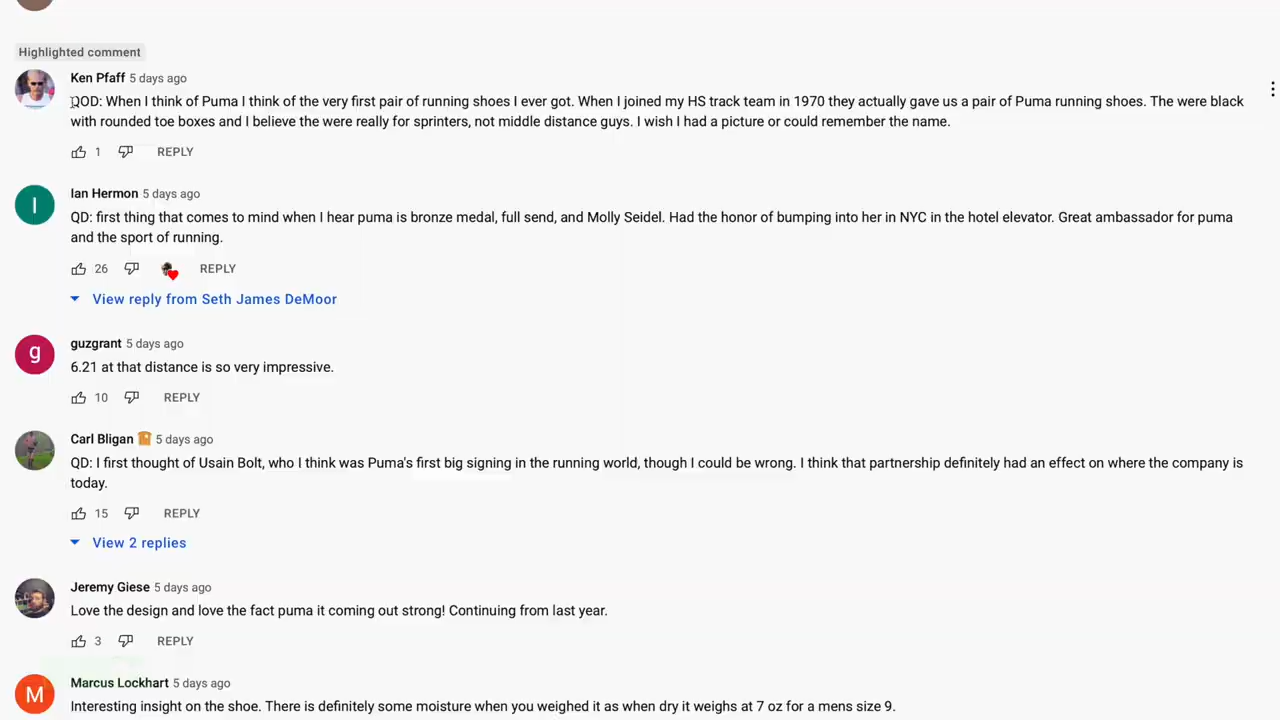 Highlighted comment
Ken Pfaff 5 days ago
QOD: When I think of Puma I think of the very first pair of running shoes I ever got. When I joined my HS track team in 1970 they actually gave us a pair of Puma running shoes. The were black
with rounded toe boxes and I believe the were really for sprinters, not middle distance guys. I wish I had a picture or could remember the name.
1 REPLY
I
Ian Hermon 5 days ago
QD: first thing that comes to mind when I hear puma is bronze medal, full send, and Molly Seidel. Had the honor of bumping into her in NYC in the hotel elevator. Great ambassador for puma
and the sport of running.
26 REPLY
View reply from Seth James DeMoor
g
guzgrant 5 days ago
6.21 at that distance is so very impressive.
10 REPLY
Carl Bligan 5 days ago
QD: I first thought of Usain Bolt, who I think was Puma's first big signing in the running world, though I could be wrong. I think that partnership definitely had an effect on where the company is
today.
15 REPLY
View 2 replies
Jeremy Giese 5 days ago
Love the design and love the fact puma it coming out strong! Continuing from last year.
3 REPLY
M
Marcus Lockhart 5 days ago
Interesting insight on the shoe. There is definitely some moisture when you weighed it as when dry it weighs at 7 oz for a mens size 9.